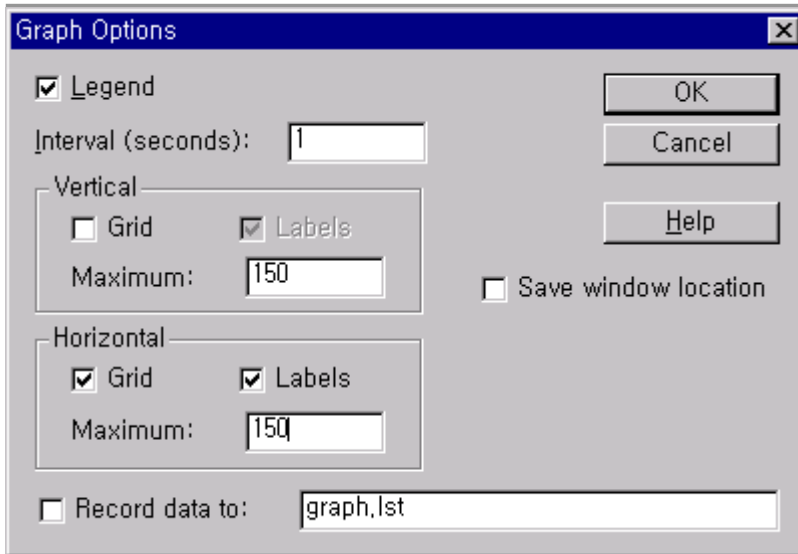 Graph Options
Legend
OK
Interval (seconds): 1
Cancel
Vertical
Grid Labels
Help
Maximum: 150
Save window location
Horizontal
Grid Labels
Maximum: 150
Record data to: graph.lst